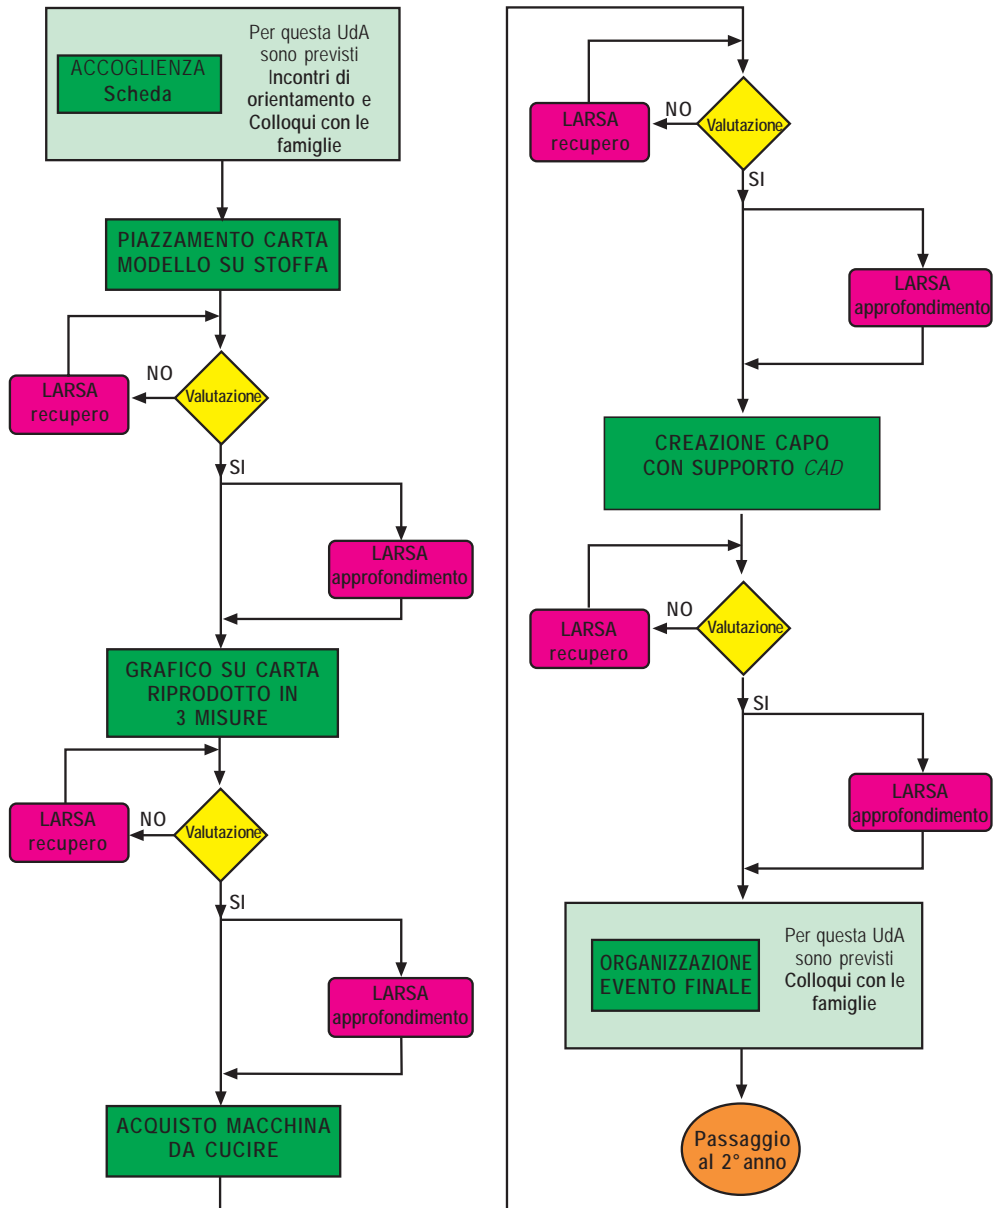 ACCOGLIENZA
Scheda
Per questa UdA
sono previsti
Incontri di
orientamento e
Colloqui con le
famiglie
PIAZZAMENTO CARTA
MODELLO SU STOFFA
NO
LARSA
recupero
Valutazione
SI
LARSA
approfondimento
GRAFICO SU CARTA
RIPRODOTTO IN
3 MISURE
NO
LARSA
recupero
Valutazione
SI
LARSA
approfondimento
ACQUISTO MACCHINA
DA CUCIRE
NO
LARSA
recupero
Valutazione
SI
LARSA
approfondimento
CREAZIONE CAPO
CON SUPPORTO CAD
NO
LARSA
recupero
Valutazione
SI
LARSA
approfondimento
ORGANIZZAZIONE
EVENTO FINALE
Per questa UdA
sono previsti
Colloqui con le
famiglie
Passaggio
al 2° anno